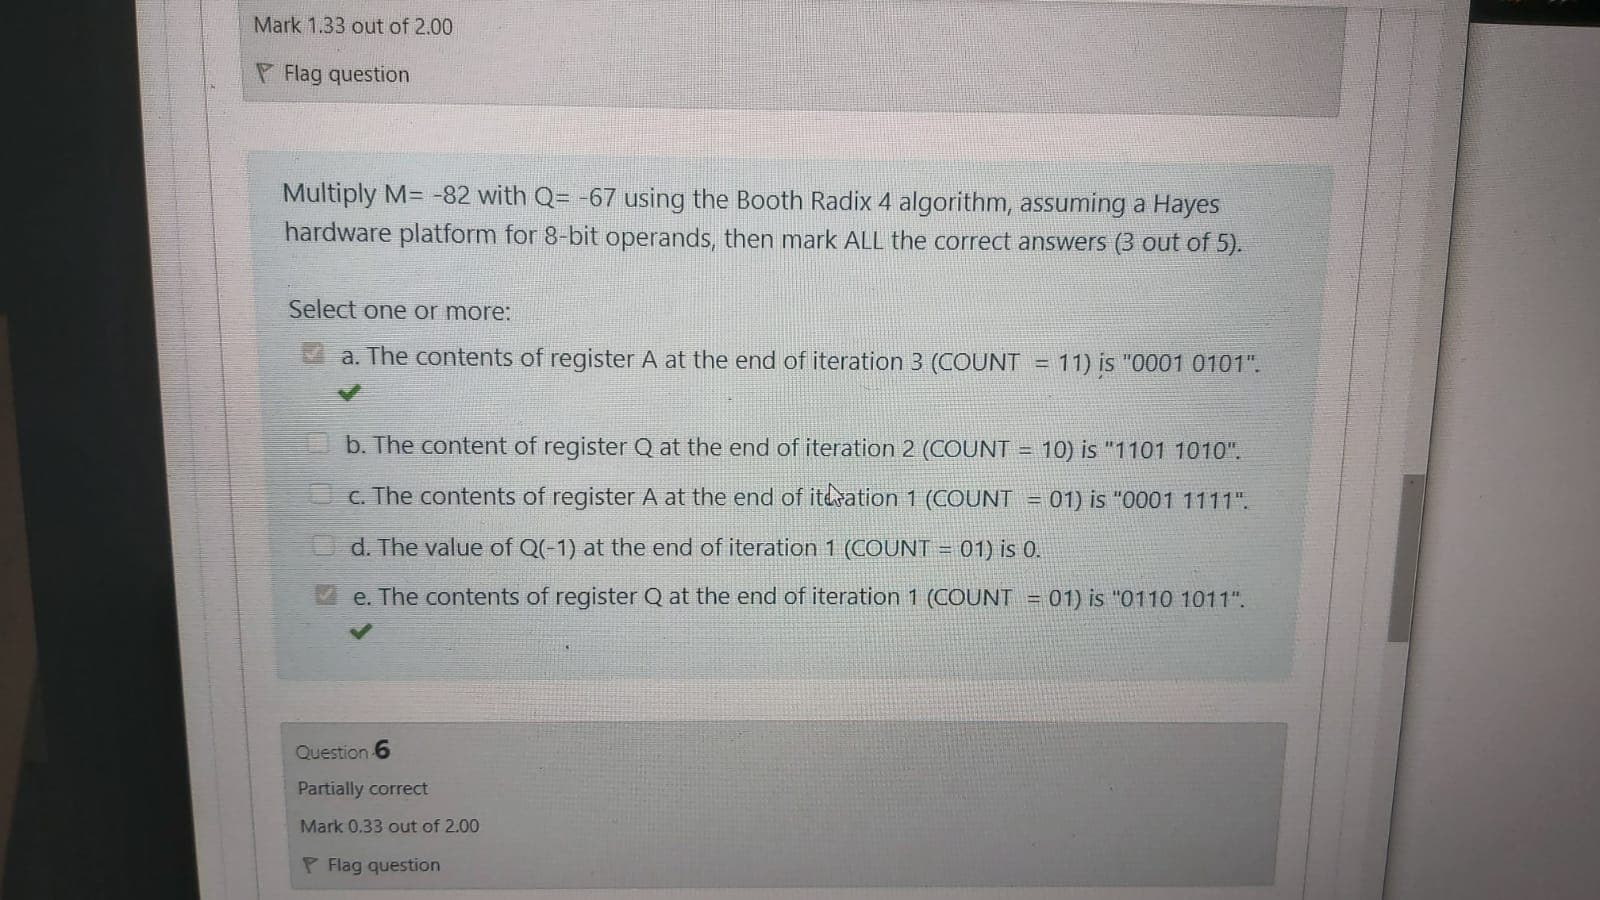 Mark 1.33 out of 2.00
Flag question
Multiply M= -82 with Q= -67 using the Booth Radix 4 algorithm, assuming a Hayes
hardware platform for 8-bit operands, then mark ALL the correct answers (3 out of 5).
Select one or more:
a. The contents of register A at the end of iteration 3 (COUNT = 11) is "0001 0101".
b. The content of register Q at the end of iteration 2 (COUNT = 10) is "1101 1010".
c. The contents of register A at the end of iteration 1 (COUNT = 01) is "0001 1111".
d. The value of Q(-1) at the end of iteration 1 (COUNT = 01) is 0.
e. The contents of register Q at the end of iteration 1 (COUNT = 01) is "0110 1011".
Question 6
Partially correct
Mark 0.33 out of 2.00
Flag question